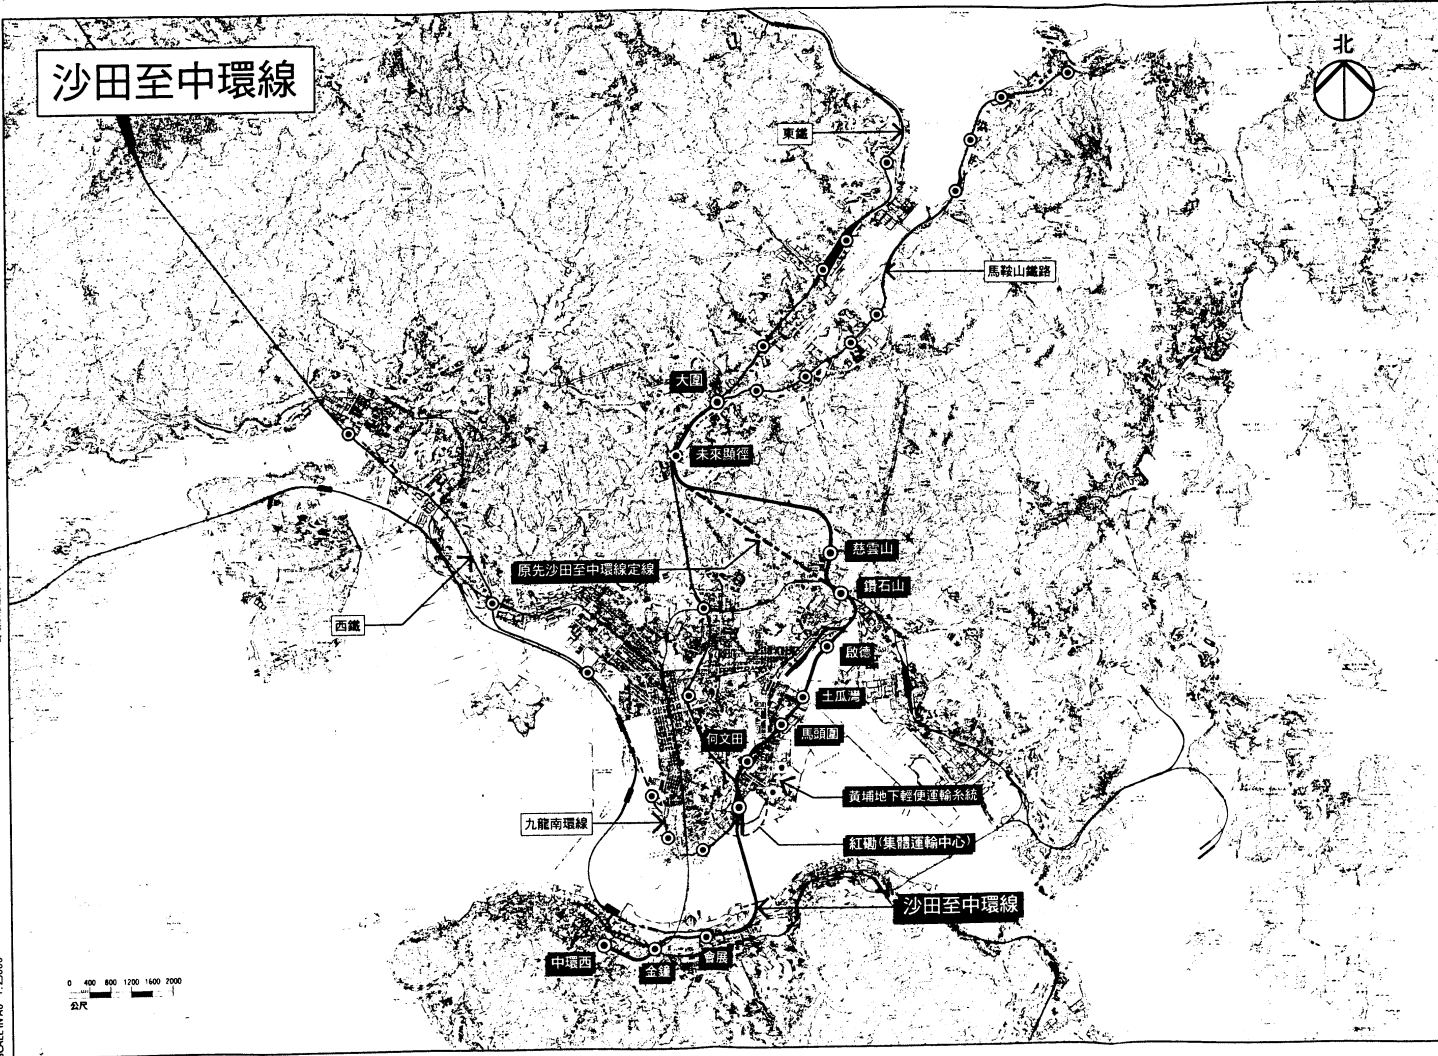 沙田至中環線
北
東鐵
馬鞍山鐵路
大圍
未來顯徑
慈雲山
原先沙田至中環線定線
鑽石山
西鐵
啟德
土瓜灣
何文田
馬頭圍
黃埔地下輕便運輸系統
九龍南環線
紅磡(集體運輸中心)
沙田至中環線
中環西
金鐘
會展
0 400 800 1200 1600 2000
公尺